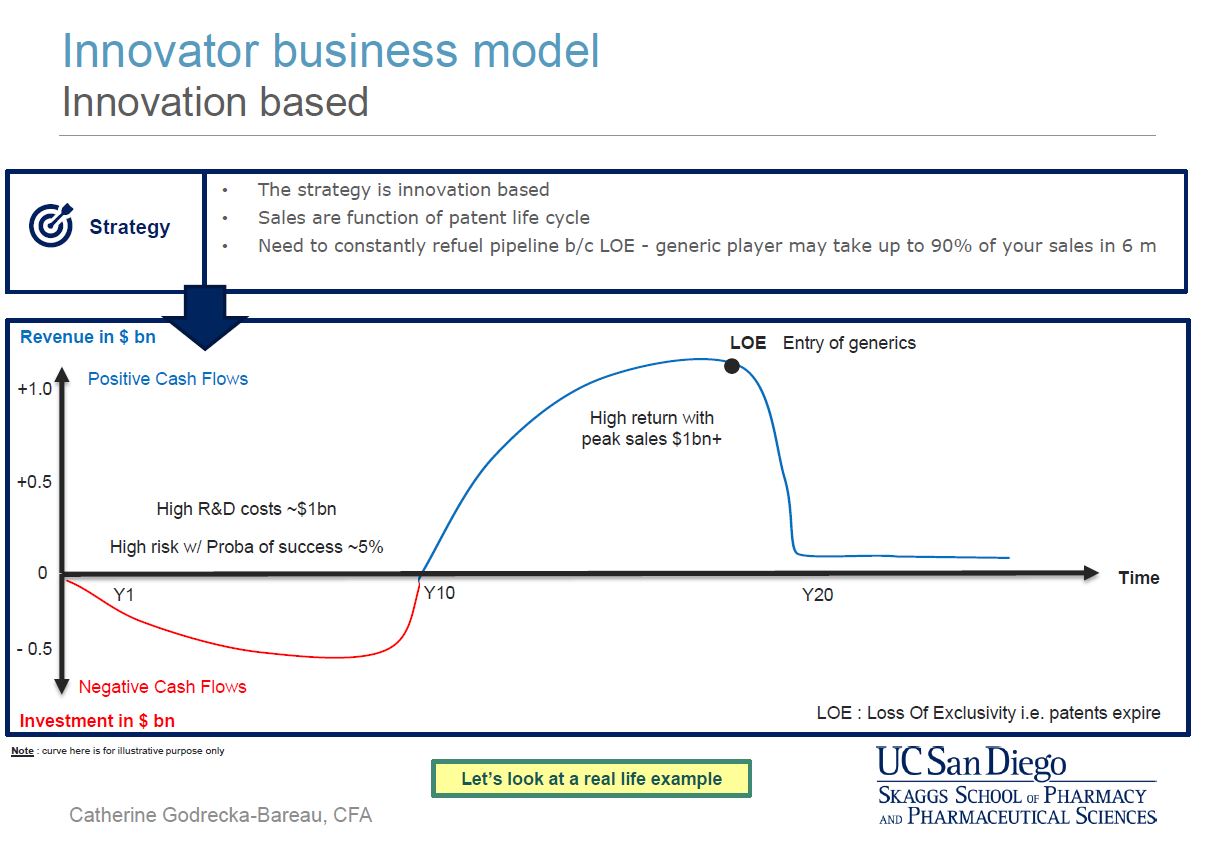 Innovator business model
Innovation based
Strategy
• The strategy is innovation based
• Sales are function of patent life cycle
• Need to constantly refuel pipeline b/c LOE - generic player may take up to 90% of your sales in 6 m
Revenue in $ bn
LOE Entry of generics
Positive Cash Flows
+1.0
High return with
peak sales $1bn+
+0.5
High R&D costs ~$1bn
High risk w/ Proba of success ~5%
0
Time
Y1
Y10
Y20
- 0.5
Negative Cash Flows
Investment in $ bn
LOE : Loss Of Exclusivity i.e. patents expire
Note : curve here is for illustrative purpose only
Let's look at a real life example
UC San Diego
SKAGGS SCHOOL OF PHARMACY
AND PHARMACEUTICAL SCIENCES
Catherine Godrecka-Bareau, CFA